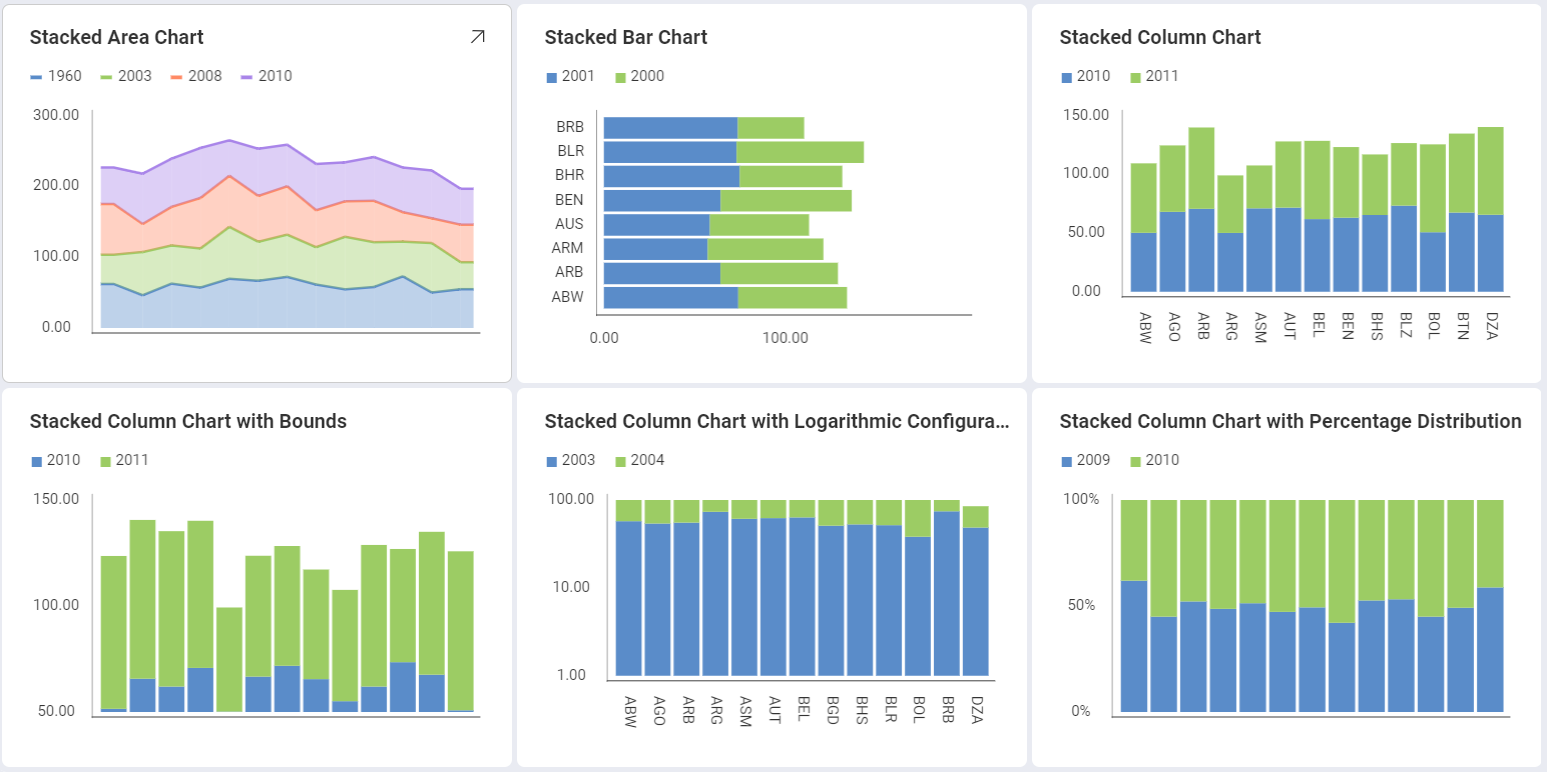 Stacked Area Chart
1960 2003 2008 2010
300.00
200.00
100.00
0.00
Stacked Bar Chart
2001 2000
BRB
BLR
BHR
BEN
AUS
ARM
ARB
ABW
0.00 100.00
Stacked Column Chart
2010 2011
150.00
100.00
50.00
0.00
ABW AGO ARB ARG ASM AUT BEL BEN BHS BLZ BOL BTN DZA
Stacked Column Chart with Bounds
2010 2011
150.00
100.00
50.00
Stacked Column Chart with Logarithmic Configura...
2003 2004
100.00
10.00
1.00
ABW AGO ARB ARG ASM AUT BEL BGD BHS BLR BOL BRB DZA
Stacked Column Chart with Percentage Distribution
2009 2010
100%
50%
0%